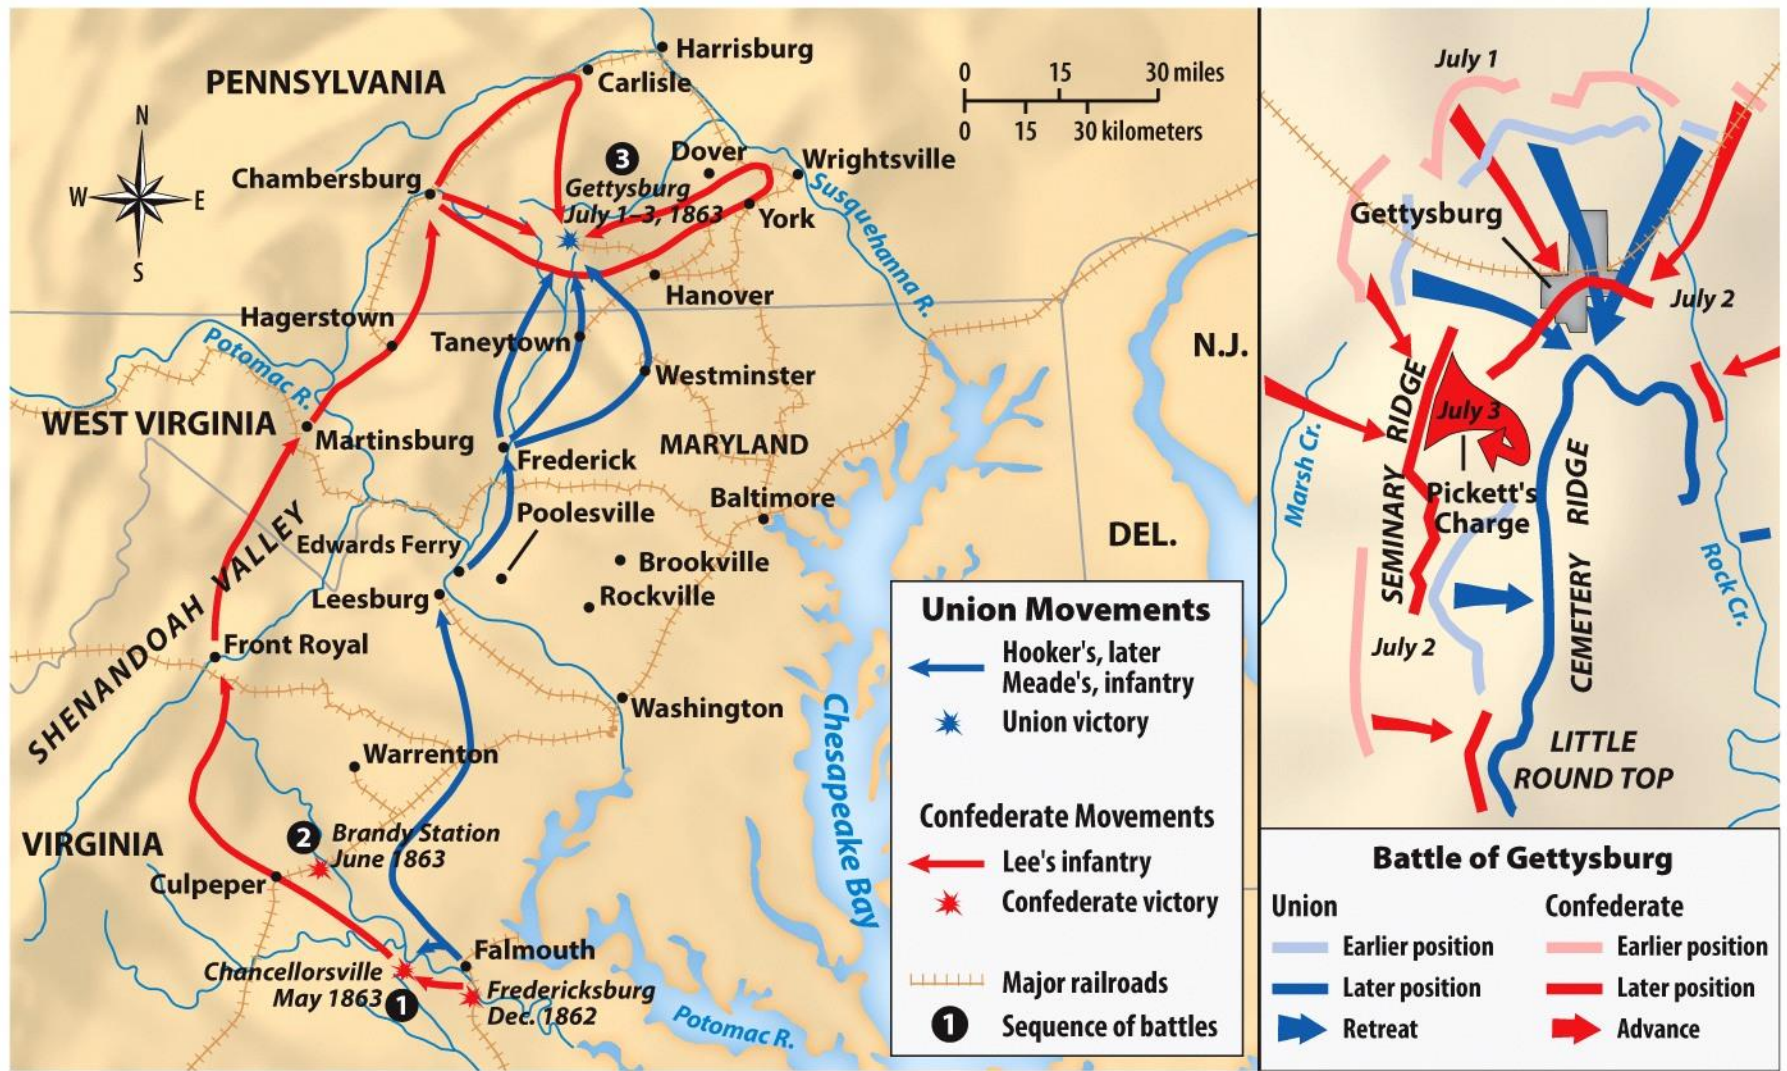 Harrisburg
PENNSYLVANIA
Carlisle
0 15 30 miles
0 15 30 kilometers
N
W E
S
3
Dover
Wrightsville
Chambersburg
Gettysburg
July 1–3, 1863
York
Susquehanna R.
Hanover
Hagerstown
Taneytown
Potomac R.
N.J.
Westminster
WEST VIRGINIA
Martinsburg
MARYLAND
Frederick
Baltimore
Poolesville
DEL.
Edwards Ferry
Brookville
Leesburg
Rockville
SHENANDOAH VALLEY
Front Royal
Washington
Chesapeake Bay
Warrenton
2
Brandy Station
June 1863
VIRGINIA
Culpeper
Falmouth
Chancellorsville
May 1863
1
Fredericksburg
Dec. 1862
Potomac R.
Union Movements
Hooker's, later
Meade's, infantry
Union victory
Confederate Movements
Lee's infantry
Confederate victory
Major railroads
1 Sequence of battles
July 1
Gettysburg
July 2
SEMINARY RIDGE
July 3
Marsh Cr.
Pickett's
Charge
CEMETERY RIDGE
Rock Cr.
July 2
LITTLE
ROUND TOP
Battle of Gettysburg
Union
Earlier position
Later position
Retreat
Confederate
Earlier position
Later position
Advance